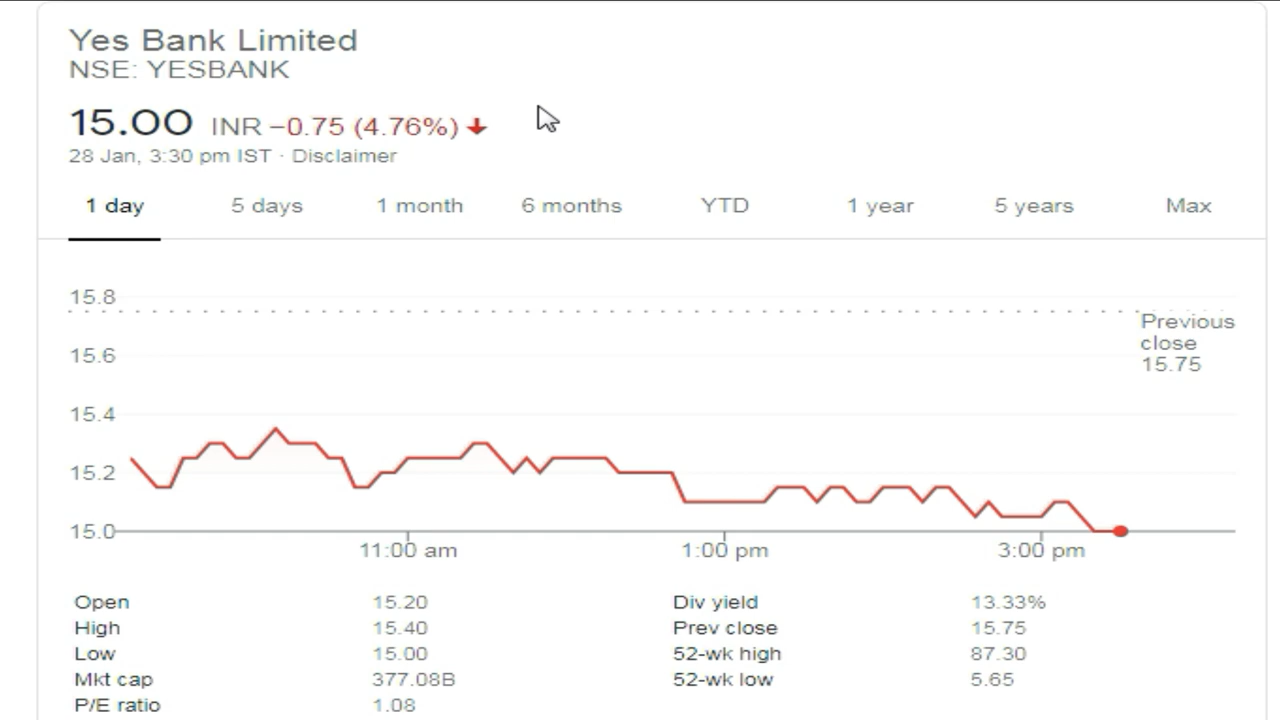 Yes Bank Limited
NSE: YESBANK
15.00 INR −0.75 (4.76%)
28 Jan, 3:30 pm IST · Disclaimer
1 day 5 days 1 month 6 months YTD 1 year 5 years Max
15.8
Previous
close
15.75
15.6
15.4
15.2
15.0
11:00 am 1:00 pm 3:00 pm
Open 15.20 Div yield 13.33%
High 15.40 Prev close 15.75
Low 15.00 52-wk high 87.30
Mkt cap 377.08B 52-wk low 5.65
P/E ratio 1.08